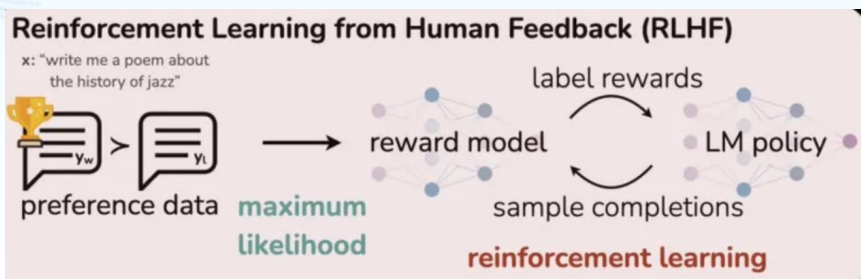 Reinforcement Learning from Human Feedback (RLHF)
x: "write me a poem about
the history of jazz"
label rewards
yw > yl
reward model
LM policy
preference data
maximum
likelihood
sample completions
reinforcement learning